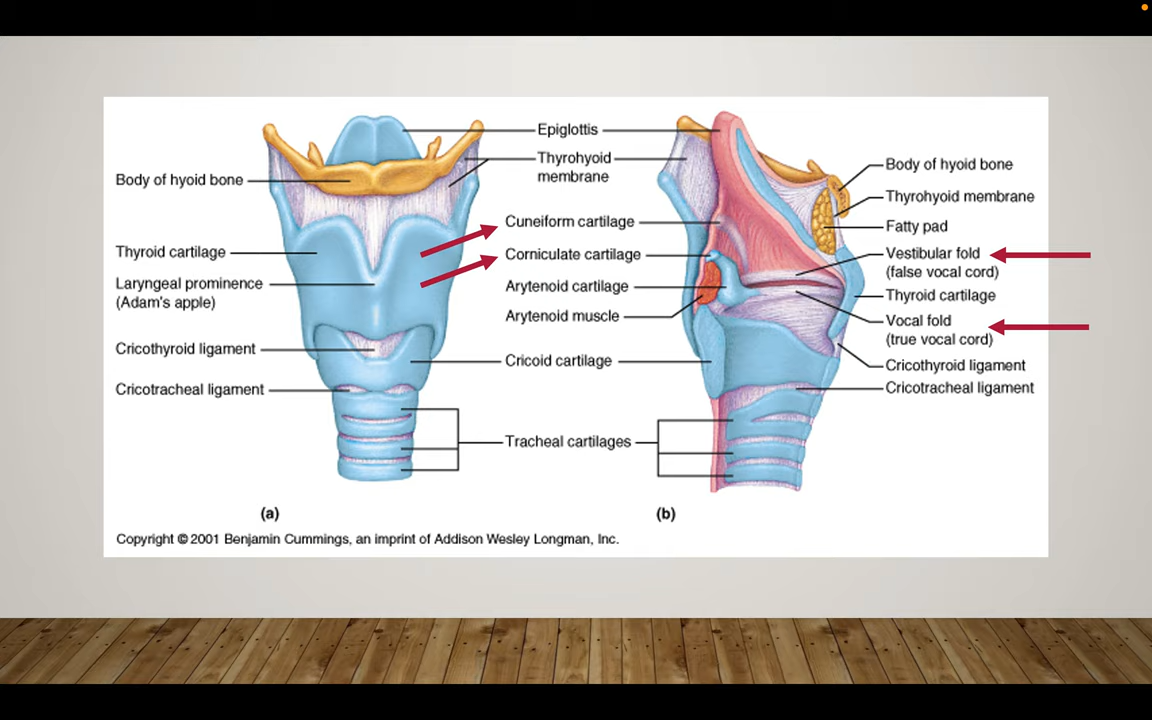 Epiglottis
Thyrohyoid
membrane
Body of hyoid bone
Cuneiform cartilage
Thyroid cartilage
Corniculate cartilage
Laryngeal prominence
(Adam's apple)
Arytenoid cartilage
Arytenoid muscle
Cricothyroid ligament
Cricoid cartilage
Cricotracheal ligament
Tracheal cartilages
Body of hyoid bone
Thyrohyoid membrane
Fatty pad
Vestibular fold
(false vocal cord)
Thyroid cartilage
Vocal fold
(true vocal cord)
Cricothyroid ligament
Cricotracheal ligament
(a)
(b)
Copyright © 2001 Benjamin Cummings, an imprint of Addison Wesley Longman, Inc.